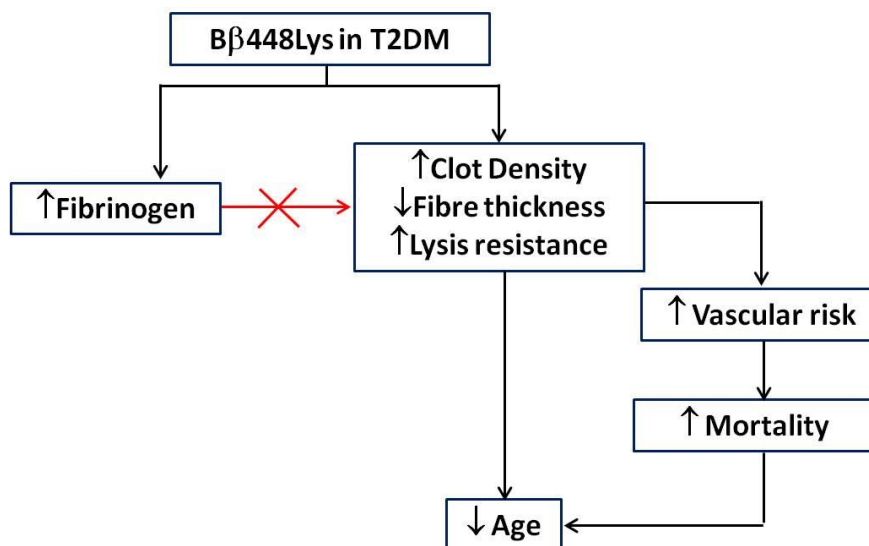 Bβ448Lys in T2DM
↑Fibrinogen
↑Clot Density
↓Fibre thickness
↑Lysis resistance
↑ Vascular risk
↑ Mortality
↓ Age